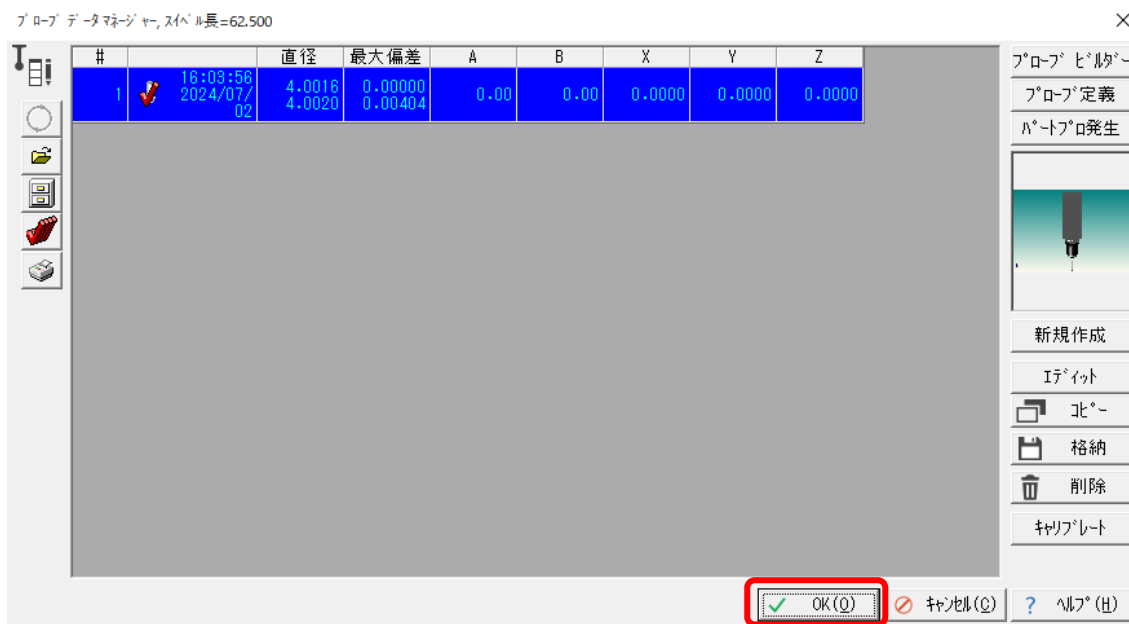 ﾌﾟﾛｰﾌﾞ ﾃﾞｰﾀ ﾏﾈｰｼﾞｬｰ, ｽｲﾍﾞﾙ長=62.500
# 直径 最大偏差 A B X Y Z
1 16:03:56 2024/07/02 4.0016 4.0020 0.00000 0.00404 0.00 0.00 0.0000 0.0000 0.0000
ﾌﾟﾛｰﾌﾞ ﾋﾞﾙﾀﾞｰ
ﾌﾟﾛｰﾌﾞ定義
ﾊﾟｰﾄﾌﾟﾛ発生
新規作成
ｴﾃﾞｨｯﾄ
ｺﾋﾟｰ
格納
削除
ｷｬﾘﾌﾞﾚｰﾄ
OK(O) ｷｬﾝｾﾙ(C) ? ﾍﾙﾌﾟ(H)